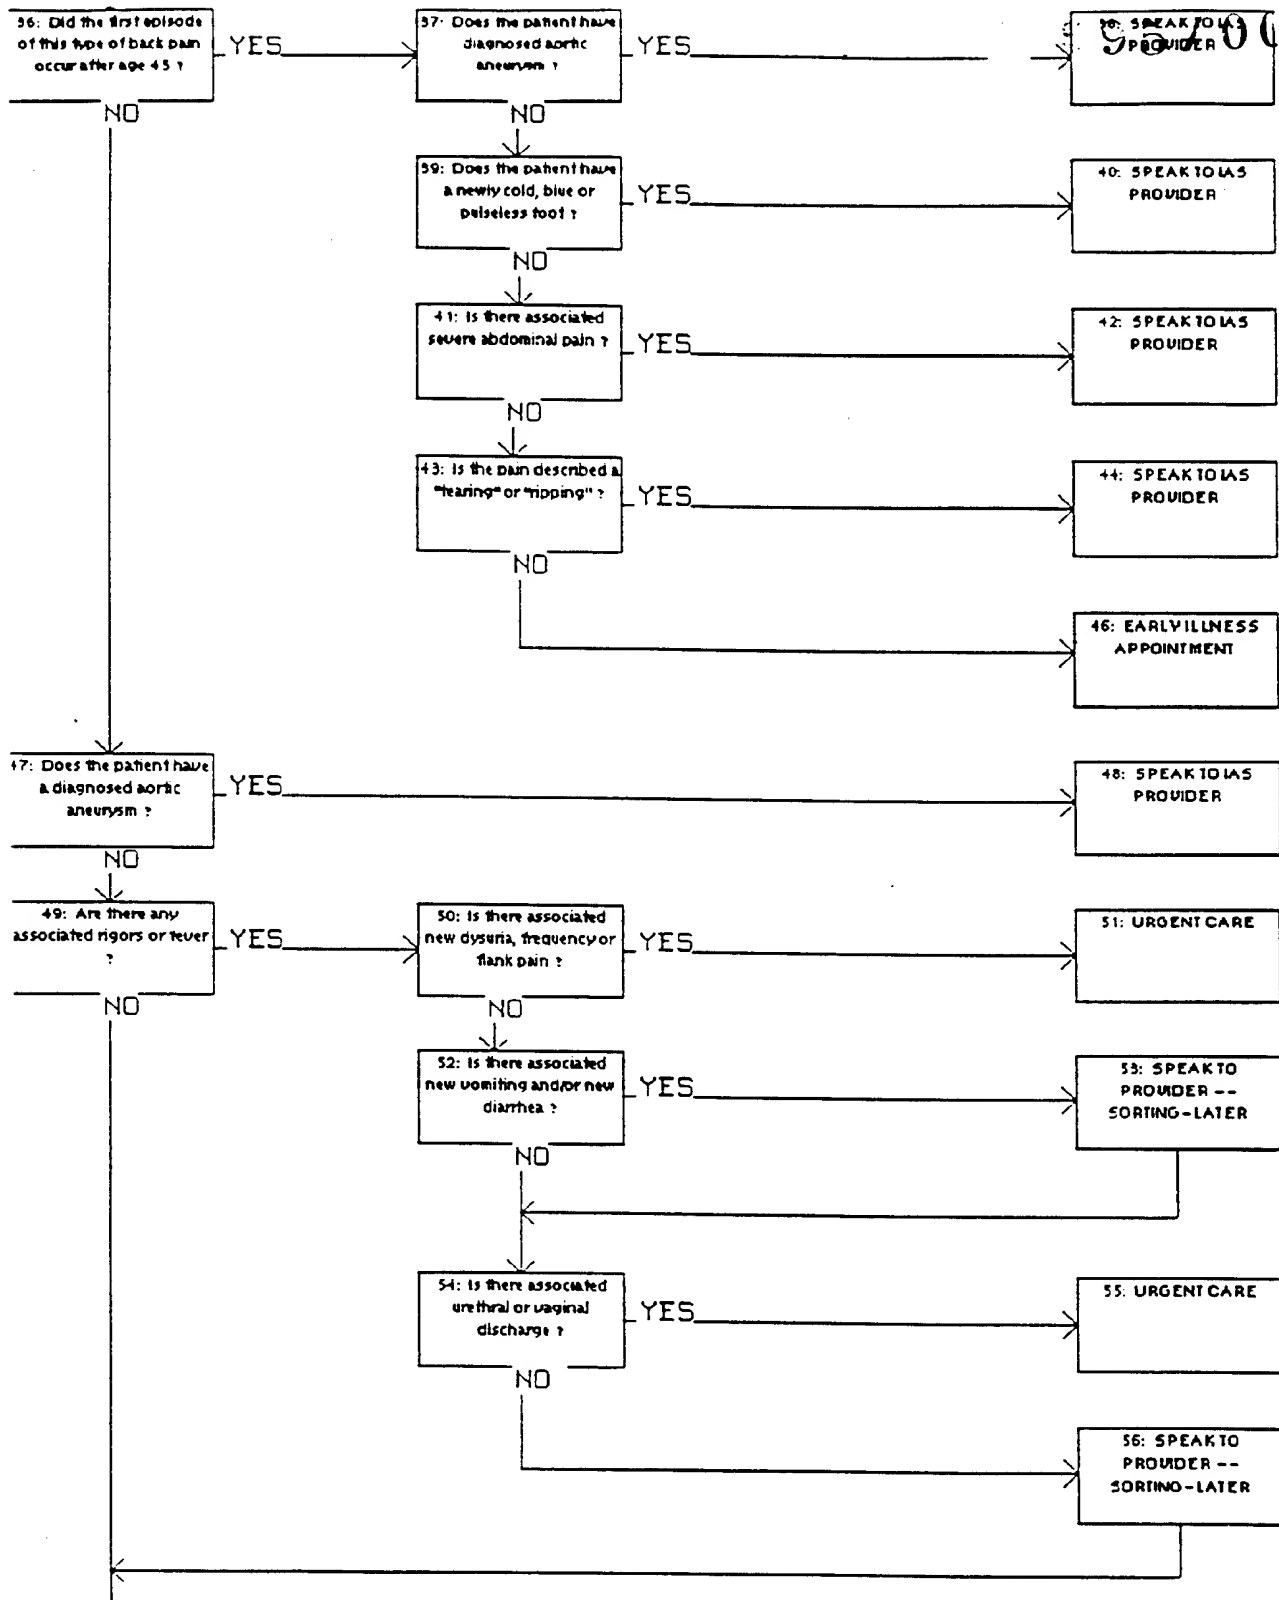 36: Did the first episode
of this type of back pain
occur after age 45 ?
YES
37: Does the patient have
diagnosed aortic
aneurysm ?
YES
38: SPEAK TO IAS
PROVIDER
NO
NO
39: Does the patient have
a newly cold, blue or
pulseless foot ?
YES
40: SPEAK TO IAS
PROVIDER
NO
41: Is there associated
severe abdominal pain ?
YES
42: SPEAK TO IAS
PROVIDER
NO
43: Is the pain described a
"tearing" or "ripping" ?
YES
44: SPEAK TO IAS
PROVIDER
NO
46: EARLY ILLNESS
APPOINTMENT
47: Does the patient have
a diagnosed aortic
aneurysm ?
YES
48: SPEAK TO IAS
PROVIDER
NO
49: Are there any
associated rigors or fever
?
YES
50: Is there associated
new dysuria, frequency or
flank pain ?
YES
51: URGENT CARE
NO
NO
52: Is there associated
new vomiting and/or new
diarrhea ?
YES
53: SPEAK TO
PROVIDER --
SORTING-LATER
NO
54: Is there associated
urethral or vaginal
discharge ?
YES
55: URGENT CARE
NO
56: SPEAK TO
PROVIDER --
SORTING-LATER